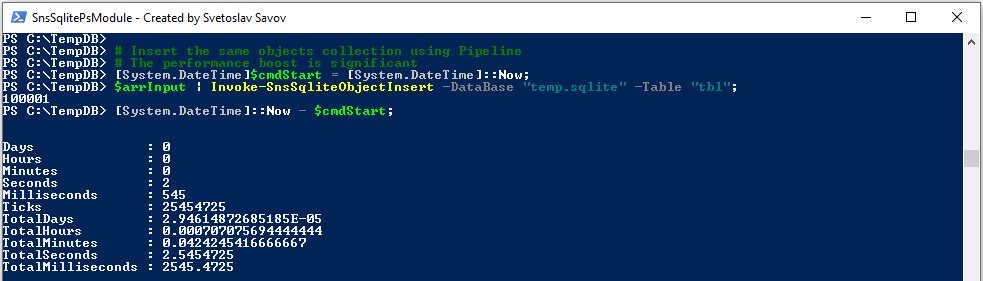 SnsSqlitePsModule - Created by Svetoslav Savov
PS C:\TempDB>
PS C:\TempDB> # Insert the same objects collection using Pipeline
PS C:\TempDB> # The performance boost is significant
PS C:\TempDB> [System.DateTime]$cmdStart = [System.DateTime]::Now;
PS C:\TempDB> $arrInput | Invoke-SnsSqliteObjectInsert -DataBase "temp.sqlite" -Table "tbl";
100001
PS C:\TempDB> [System.DateTime]::Now - $cmdStart;
Days : 0
Hours : 0
Minutes : 0
Seconds : 2
Milliseconds : 545
Ticks : 25454725
TotalDays : 2.94614872685185E-05
TotalHours : 0.000707075694444444
TotalMinutes : 0.0424245416666667
TotalSeconds : 2.5454725
TotalMilliseconds : 2545.4725